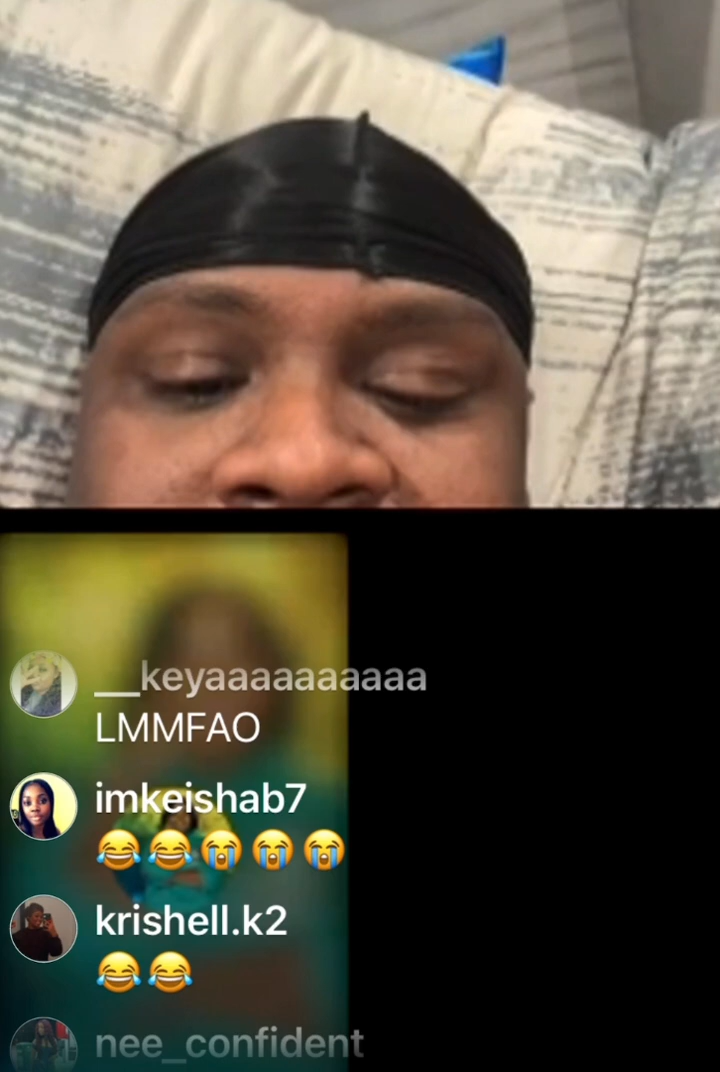 __keyaaaaaaaaaa
LMMFAO
imkeishab7
😂😂😭😭😭
krishell.k2
😂😂
nee_confident